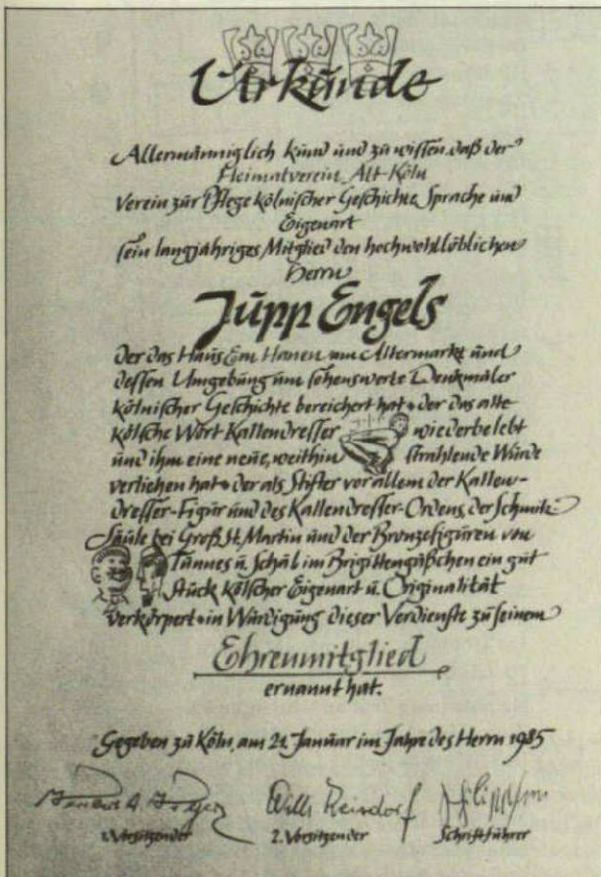 Urkunde
Allermänniglich kund und zu wissen, daß der
Heimatverein Alt-Köln
Verein zur Pflege kölnischer Geschichte, Sprache und
Eigenart
sein langjähriges Mitglied den hochwohllöblichen
Herrn
Jupp Engels
der das Haus Em Hanen am Altermarkt und
dessen Umgebung um sehenswerte Denkmäler
kölnischer Geschichte bereichert hat • der das alte
kölsche Wort Kallendresser wiederbelebt
und ihm eine neue, weithin strahlende Würde
verliehen hat • der als Stifter vor allem der Kallen-
dresser-Figur und des Kallendresser-Ordens, der Schmitz-
Säule bei Groß St. Martin und der Bronzefiguren von
Tünnes u. Schäl im Brigittengäßchen ein gut
Stück kölscher Eigenart u. Originalität
verkörpert • in Würdigung dieser Verdienste zu seinem
Ehrenmitglied
ernannt hat.
Gegeben zu Köln, am 21. Januar im Jahre des Herrn 1985
Willi Reisdorf
1. Vorsitzender 2. Vorsitzender Schriftführer